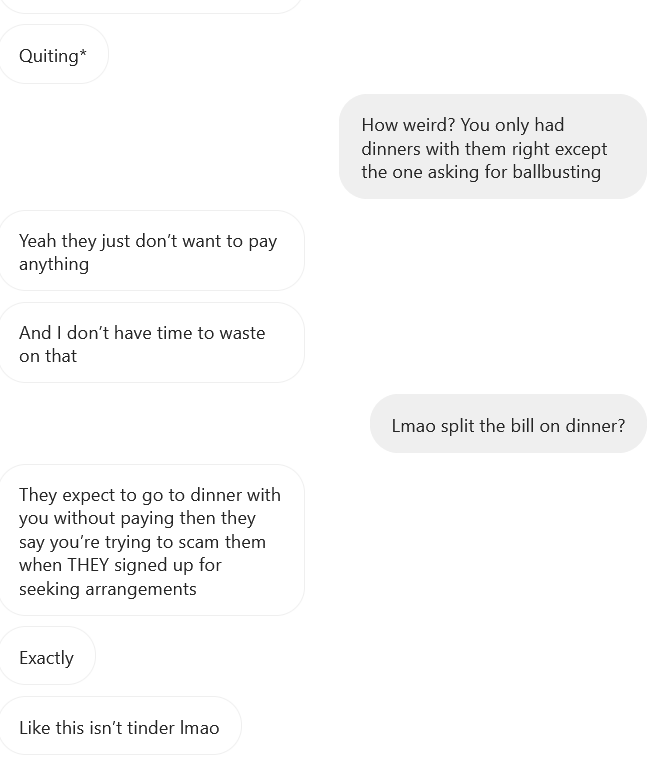 Quiting*
How weird? You only had
dinners with them right except
the one asking for ballbusting
Yeah they just don't want to pay
anything
And I don't have time to waste
on that
Lmao split the bill on dinner?
They expect to go to dinner with
you without paying then they
say you're trying to scam them
when THEY signed up for
seeking arrangements
Exactly
Like this isn't tinder lmao